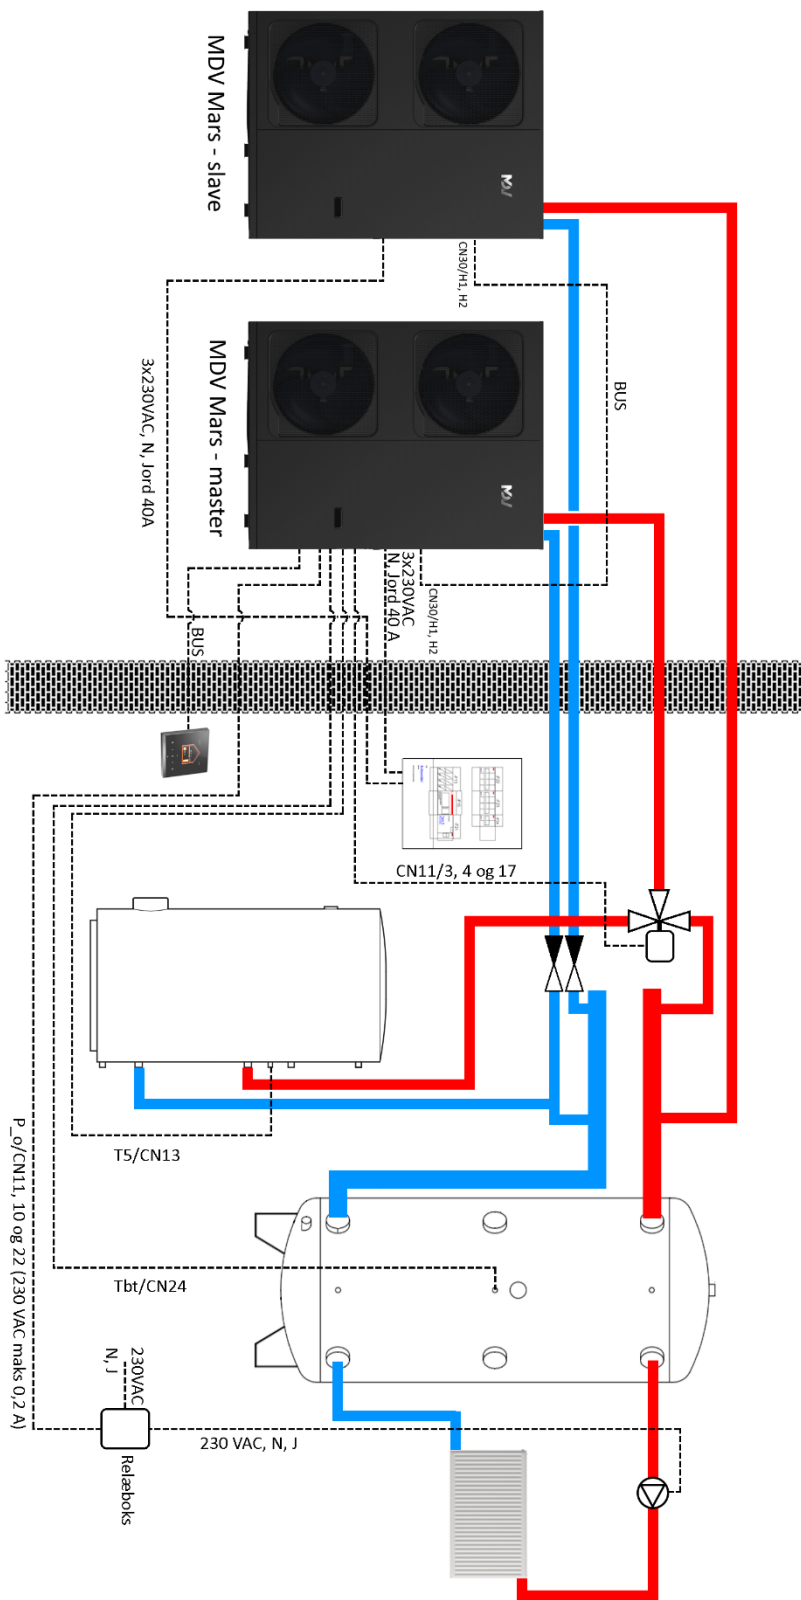 MDV Mars - slave
CN30/H1, H2
MDV Mars - master
3x230VAC, N, Jord 40A
BUS
3x230VAC
N, Jord 40 A
CN30/H1, H2
BUS
CN11/3, 4 og 17
T5/CN13
Tbt/CN24
P_o/CN11, 10 og 22 (230 VAC maks 0,2 A)
230VAC
N, J
230 VAC, N, J
Relæboks